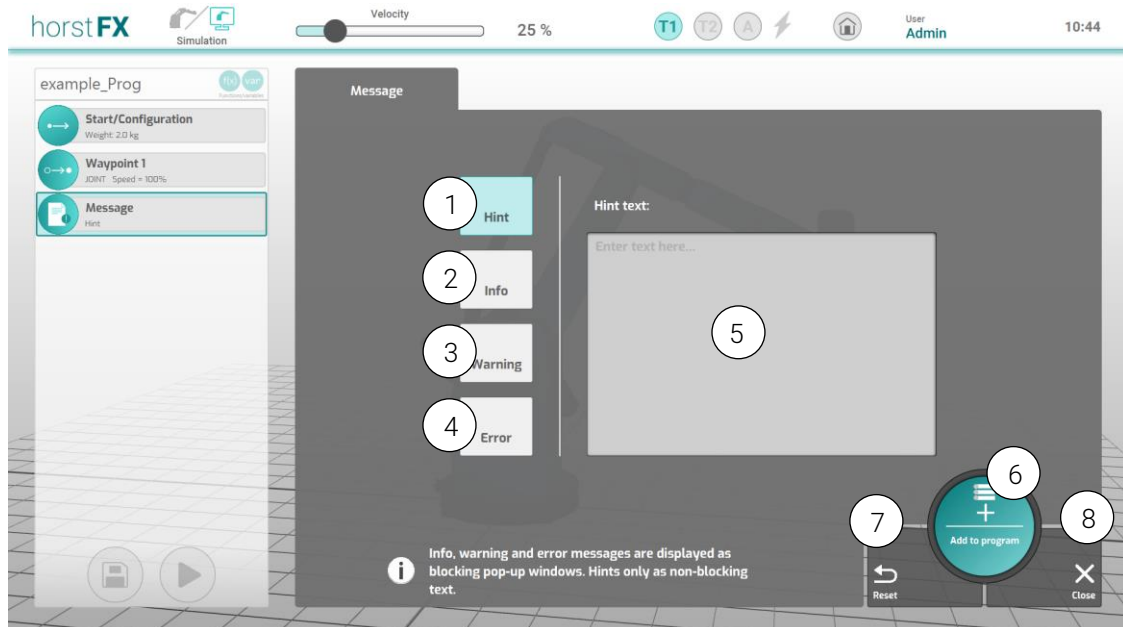 horstFX
Simulation
Velocity
25 %
T1
T2
A
User
Admin
10:44
example_Prog
f(x) var
Functions/variables
Start/Configuration
Weight: 2.0 kg
Waypoint 1
JOINT Speed = 100%
Message
Hint
Message
1
Hint
2
Info
3
Warning
4
Error
Hint text:
Enter text here...
5
6
Add to program
7
Reset
8
Close
Info, warning and error messages are displayed as
blocking pop-up windows. Hints only as non-blocking
text.